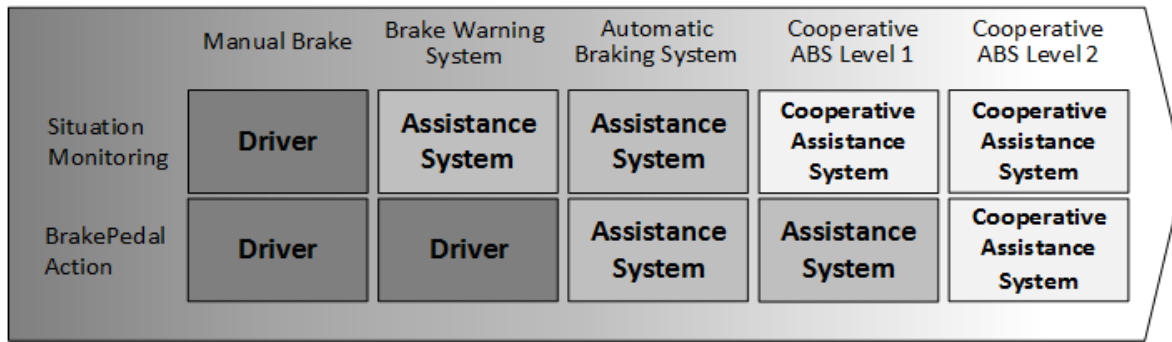 Manual Brake
Brake Warning
System
Automatic
Braking System
Cooperative
ABS Level 1
Cooperative
ABS Level 2
Situation
Monitoring
Driver
Assistance
System
Assistance
System
Cooperative
Assistance
System
Cooperative
Assistance
System
BrakePedal
Action
Driver
Driver
Assistance
System
Assistance
System
Cooperative
Assistance
System